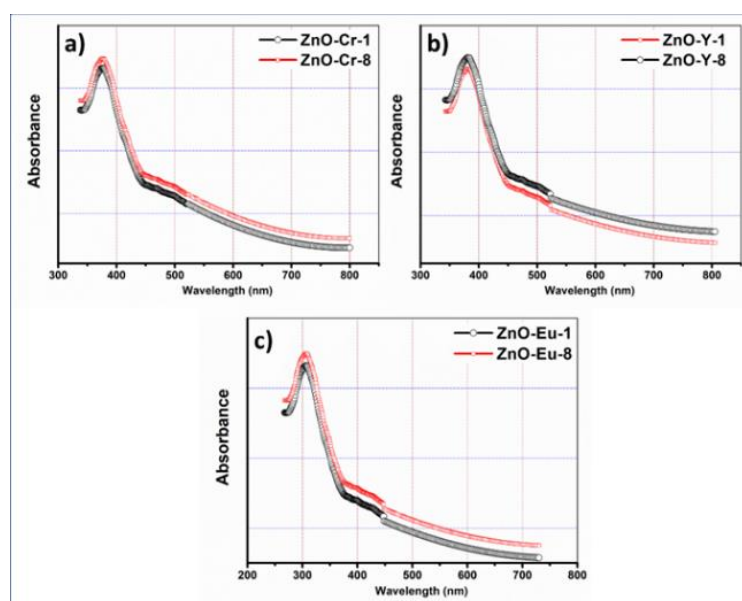 a)
ZnO-Cr-1
ZnO-Cr-8
Absorbance
300 400 500 600 700 800
Wavelength (nm)
b)
ZnO-Y-1
ZnO-Y-8
Absorbance
300 400 500 600 700 800
Wavelength (nm)
c)
ZnO-Eu-1
ZnO-Eu-8
Absorbance
200 300 400 500 600 700 800
Wavelength (nm)